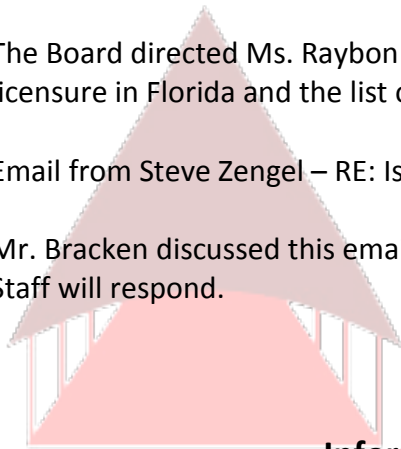 The Board directed Ms. Raybon
licensure in Florida and the list
Email from Steve Zengel – RE: Is
Mr. Bracken discussed this ema
Staff will respond.